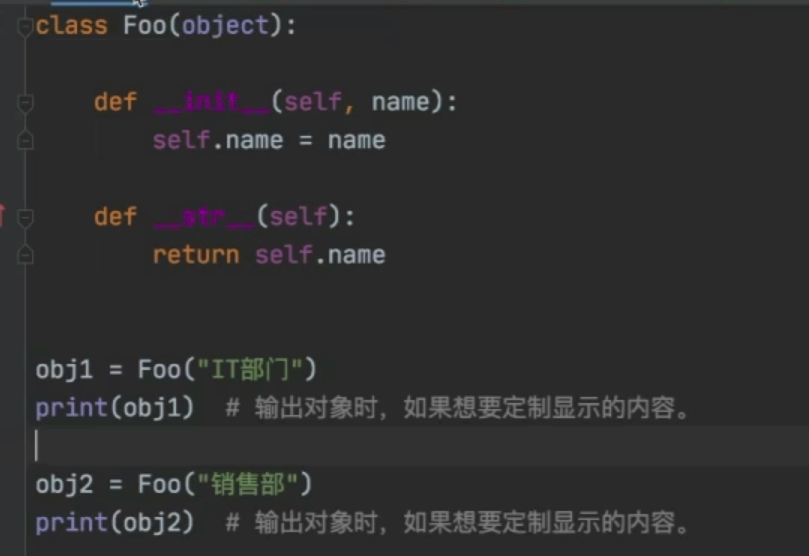 class Foo(object):
    def __init__(self, name):
        self.name = name
    def __str__(self):
        return self.name
obj1 = Foo("IT部门")
print(obj1)  # 输出对象时，如果想要定制显示的内容。
obj2 = Foo("销售部")
print(obj2)  # 输出对象时，如果想要定制显示的内容。